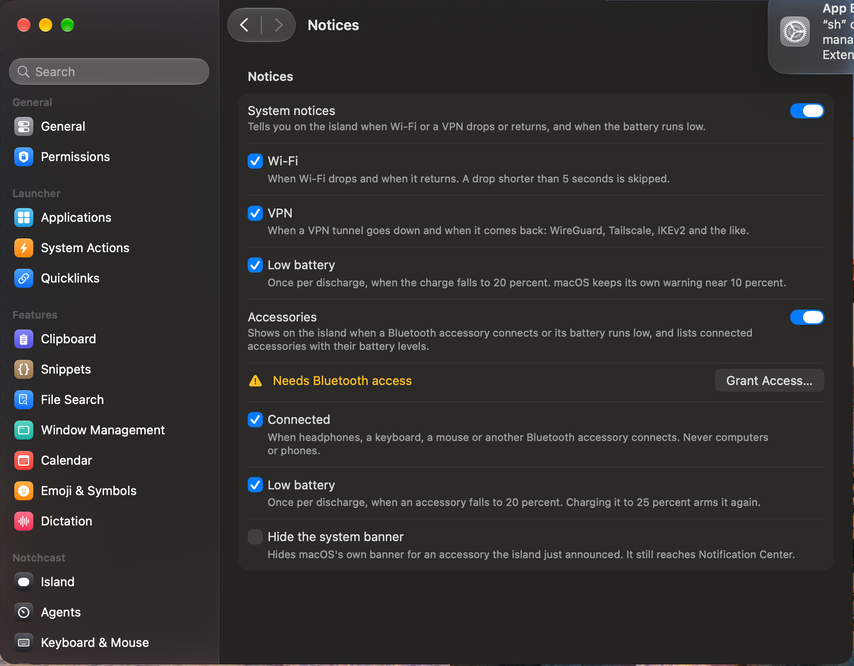 Notices
App
"sh"
Search
Notices
General
General
Permissions
Launcher
Applications
System Actions
Quicklinks
Features
Clipboard
Snippets
File Search
Window Management
Calendar
Emoji & Symbols
Dictation
Notchcast
Island
Agents
Keyboard & Mouse
System notices
Tells you on the island when Wi-Fi or a VPN drops or returns, and when the battery runs low.
Wi-Fi
When Wi-Fi drops and when it returns. A drop shorter than 5 seconds is skipped.
VPN
When a VPN tunnel goes down and when it comes back: WireGuard, Tailscale, IKEv2 and the like.
Low battery
Once per discharge, when the charge falls to 20 percent. macOS keeps its own warning near 10 percent.
Accessories
Shows on the island when a Bluetooth accessory connects or its battery runs low, and lists connected
accessories with their battery levels.
Needs Bluetooth access
Grant Access...
Connected
When headphones, a keyboard, a mouse or another Bluetooth accessory connects. Never computers
or phones.
Low battery
Once per discharge, when an accessory falls to 20 percent. Charging it to 25 percent arms it again.
Hide the system banner
Hides macOS's own banner for an accessory the island just announced. It still reaches Notification Center.